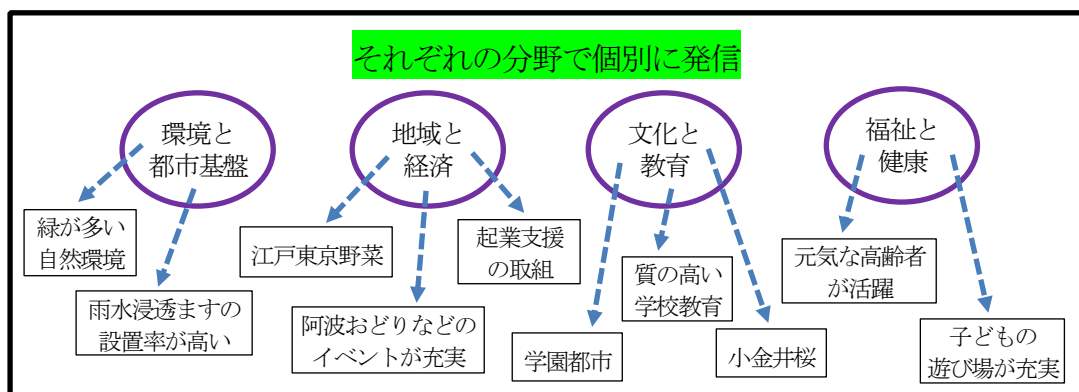 それぞれの分野で個別に発信
環境と
都市基盤
地域と
経済
文化と
教育
福祉と
健康
緑が多い
自然環境
雨水浸透ますの
設置率が高い
江戸東京野菜
阿波おどりなどの
イベントが充実
起業支援
の取組
学園都市
質の高い
学校教育
小金井桜
元気な高齢者
が活躍
子どもの
遊び場が充実